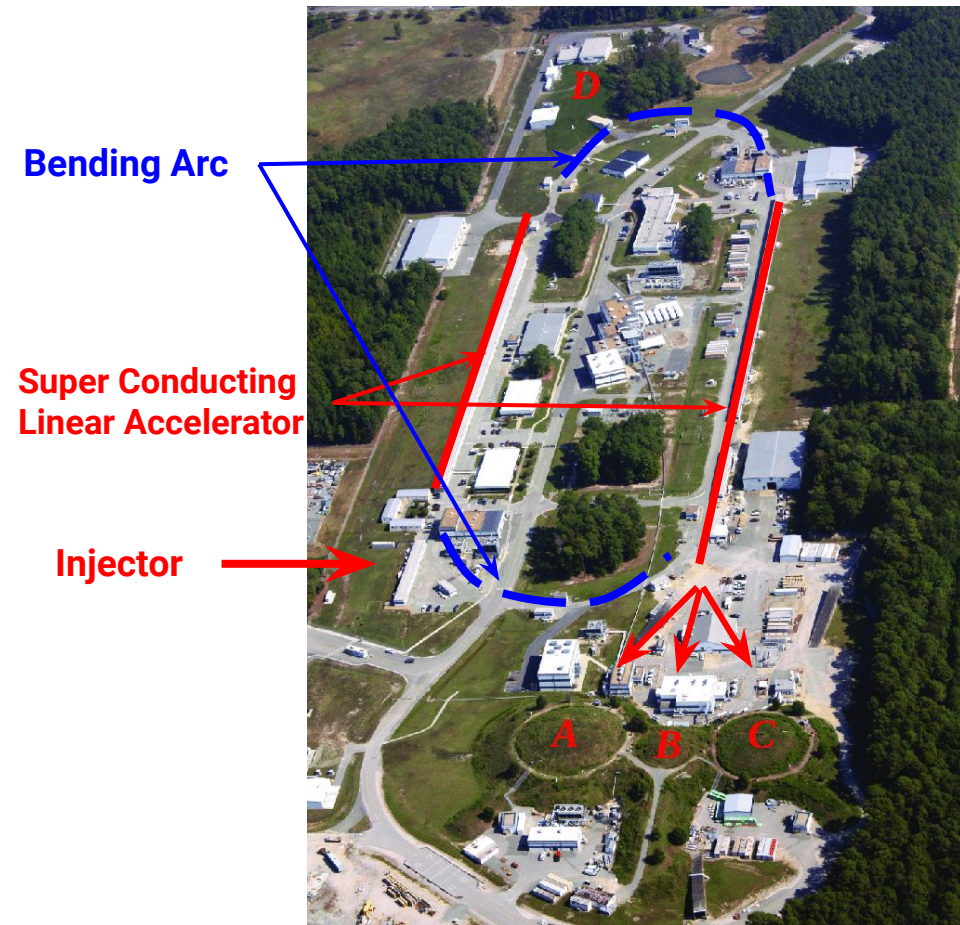 D
Bending Arc
Super Conducting
Linear Accelerator
Injector
A
B
C